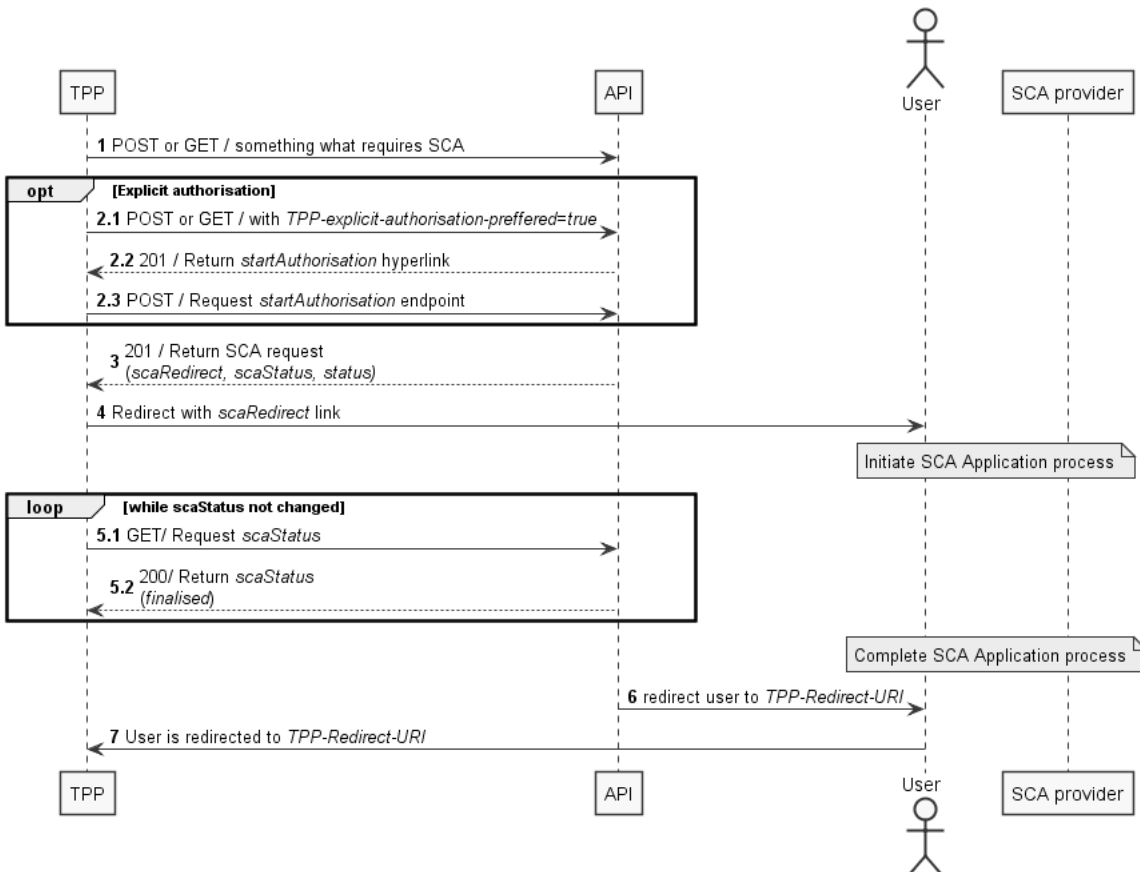 TPP
API
User
SCA provider
1 POST or GET / something what requires SCA
opt [Explicit authorisation]
2.1 POST or GET / with TPP-explicit-authorisation-preffered=true
2.2 201 / Return startAuthorisation hyperlink
2.3 POST / Request startAuthorisation endpoint
3 201 / Return SCA request
(scaRedirect, scaStatus, status)
4 Redirect with scaRedirect link
Initiate SCA Application process
loop [while scaStatus not changed]
5.1 GET/ Request scaStatus
5.2 200/ Return scaStatus
(finalised)
Complete SCA Application process
6 redirect user to TPP-Redirect-URI
7 User is redirected to TPP-Redirect-URI
TPP
API
User
SCA provider